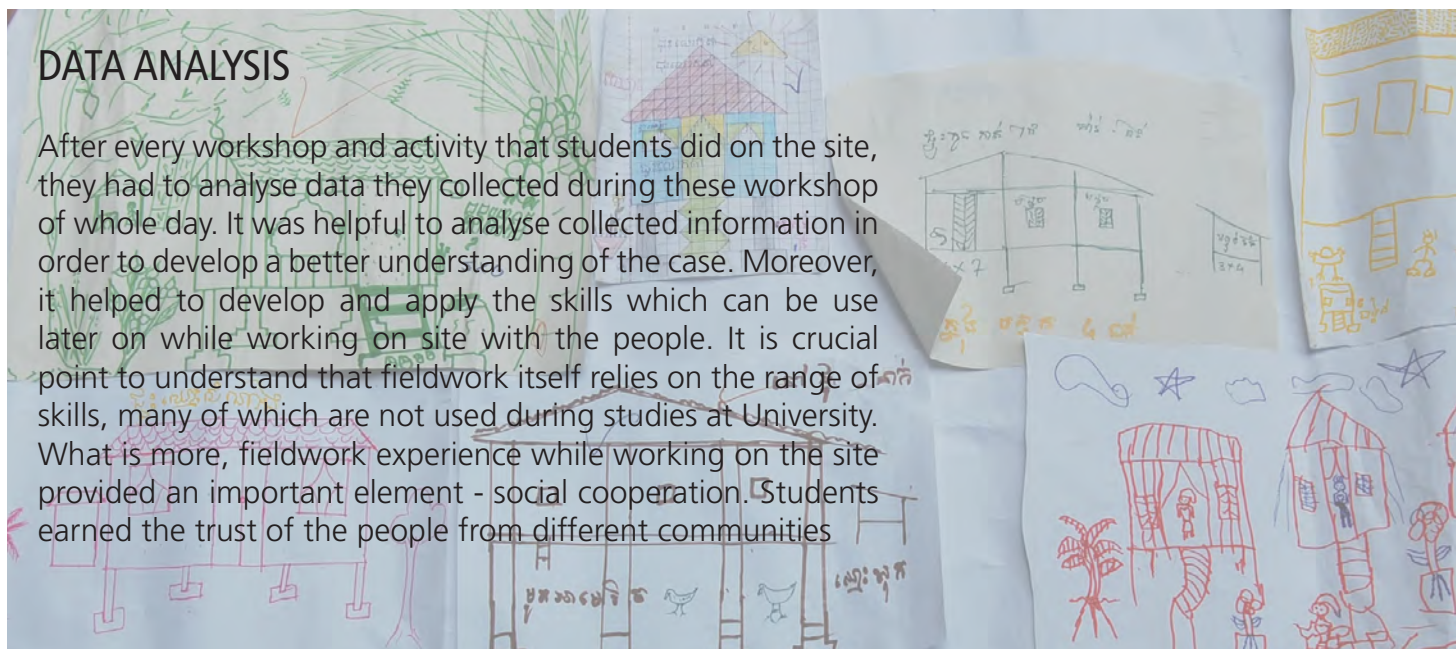 DATA ANALYSIS
After every workshop and activity that students did on the site,
they had to analyse data they collected during these workshop
of whole day. It was helpful to analyse collected information in
order to develop a better understanding of the case. Moreover,
it helped to develop and apply the skills which can be use
later on while working on site with the people. It is crucial
point to understand that fieldwork itself relies on the range of
skills, many of which are not used during studies at University.
What is more, fieldwork experience while working on the site
provided an important element - social cooperation. Students
earned the trust of the people from different communities
3×4